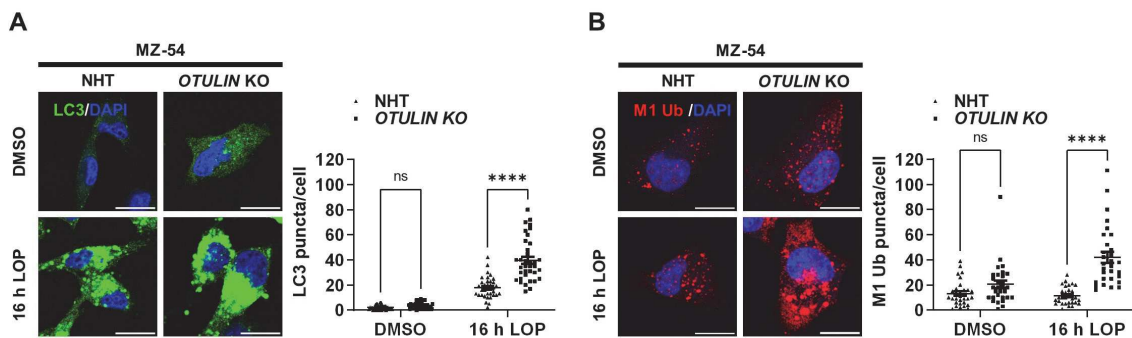 A
MZ-54
NHT OTULIN KO
LC3/DAPI
DMSO
16 h LOP
NHT
OTULIN KO
LC3 puncta/cell
120
100
80
60
40
20
0
ns
****
DMSO 16 h LOP
B
MZ-54
NHT OTULIN KO
M1 Ub /DAPI
DMSO
16 h LOP
NHT
OTULIN KO
M1 Ub puncta/cell
120
100
80
60
40
20
0
ns
****
DMSO 16 h LOP